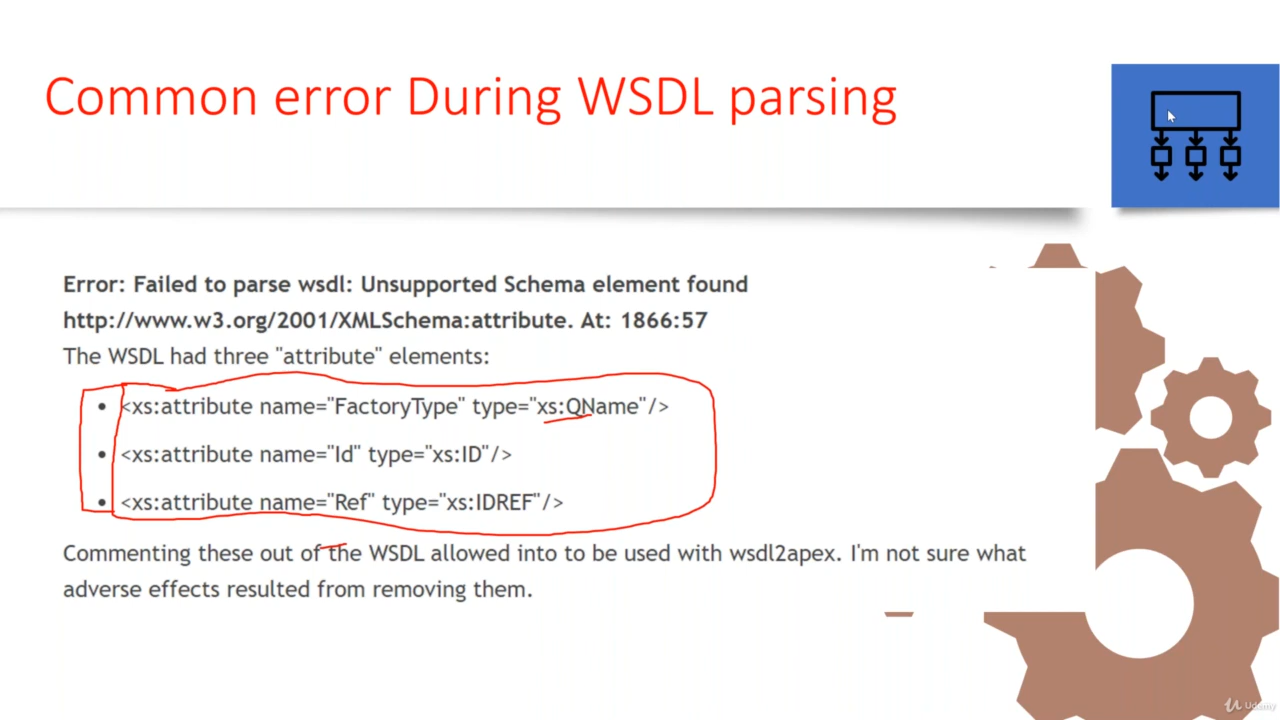 Common error During WSDL parsing
Error: Failed to parse wsdl: Unsupported Schema element found
http://www.w3.org/2001/XMLSchema:attribute. At: 1866:57
The WSDL had three "attribute" elements:
• <xs:attribute name="FactoryType" type="xs:QName"/>
• <xs:attribute name="Id" type="xs:ID"/>
• <xs:attribute name="Ref" type="xs:IDREF"/>
Commenting these out of the WSDL allowed into to be used with wsdl2apex. I'm not sure what
adverse effects resulted from removing them.
Udemy